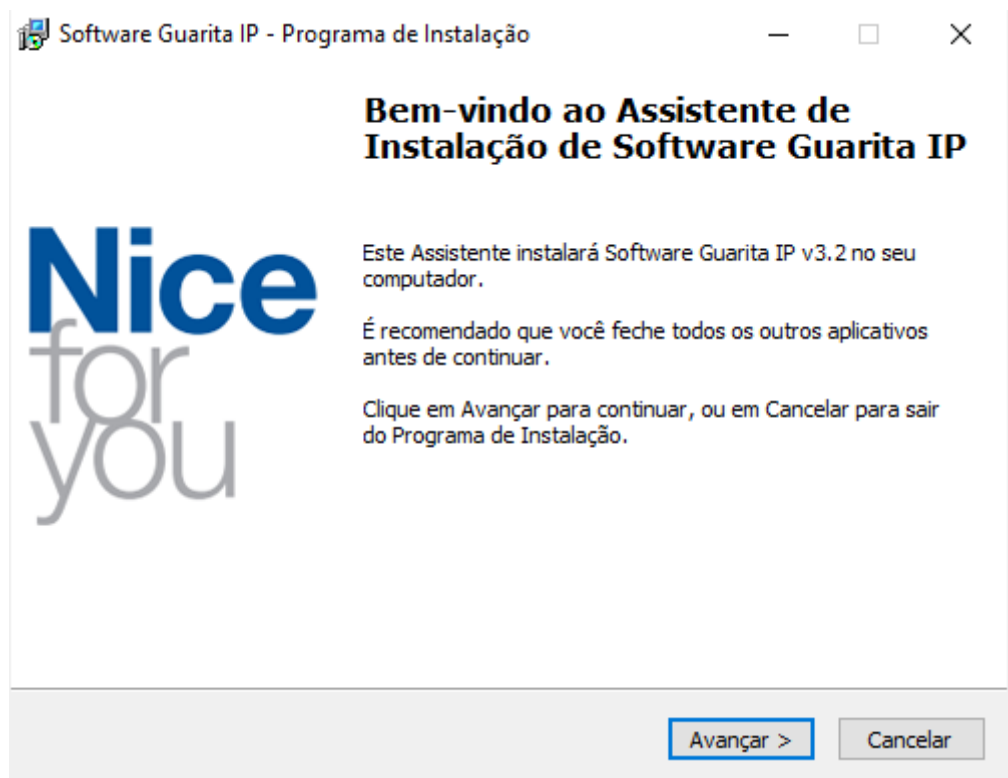 Software Guarita IP - Programa de Instalação
Bem-vindo ao Assistente de
Instalação de Software Guarita IP
Nice
for
you
Este Assistente instalará Software Guarita IP v3.2 no seu
computador.
É recomendado que você feche todos os outros aplicativos
antes de continuar.
Clique em Avançar para continuar, ou em Cancelar para sair
do Programa de Instalação.
Avançar >
Cancelar